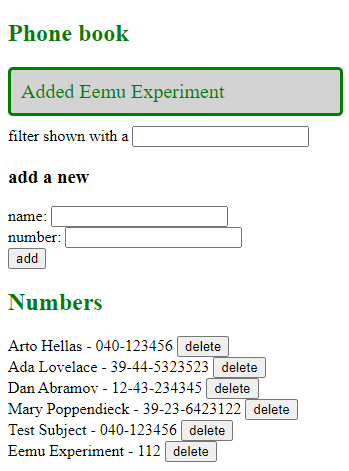 Phone book
Added Eemu Experiment
filter shown with a
add a new
name:
number:
add
Numbers
Arto Hellas - 040-123456 delete
Ada Lovelace - 39-44-5323523 delete
Dan Abramov - 12-43-234345 delete
Mary Poppendieck - 39-23-6423122 delete
Test Subject - 040-123456 delete
Eemu Experiment - 112 delete